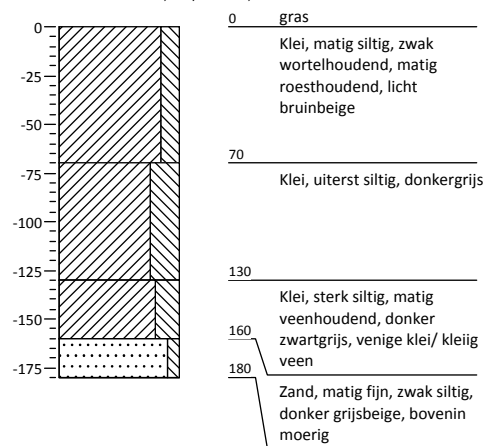 0 gras
0
Klei, matig siltig, zwak
wortelhoudend, matig
roesthoudend, licht
bruinbeige
-25
-50
70
-75
Klei, uiterst siltig, donkergrijs
-100
-125
130
Klei, sterk siltig, matig
veenhoudend, donker
zwartgrijs, venige klei/ kleiig
veen
-150
160
-175
180
Zand, matig fijn, zwak siltig,
donker grijsbeige, bovenin
moerig